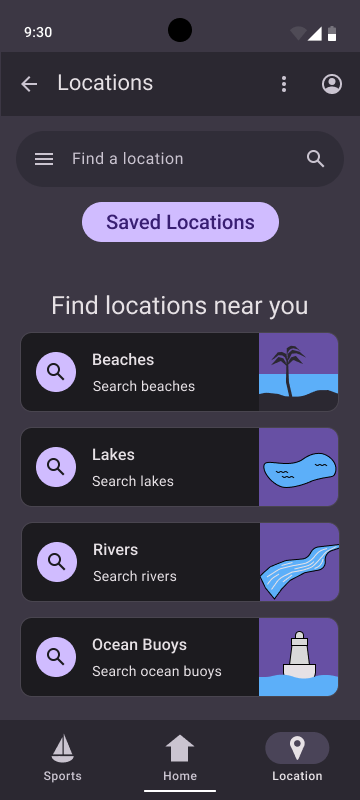 9:30
Locations
Find a location
Saved Locations
Find locations near you
Beaches
Search beaches
Lakes
Search lakes
Rivers
Search rivers
Ocean Buoys
Search ocean buoys
Sports
Home
Location